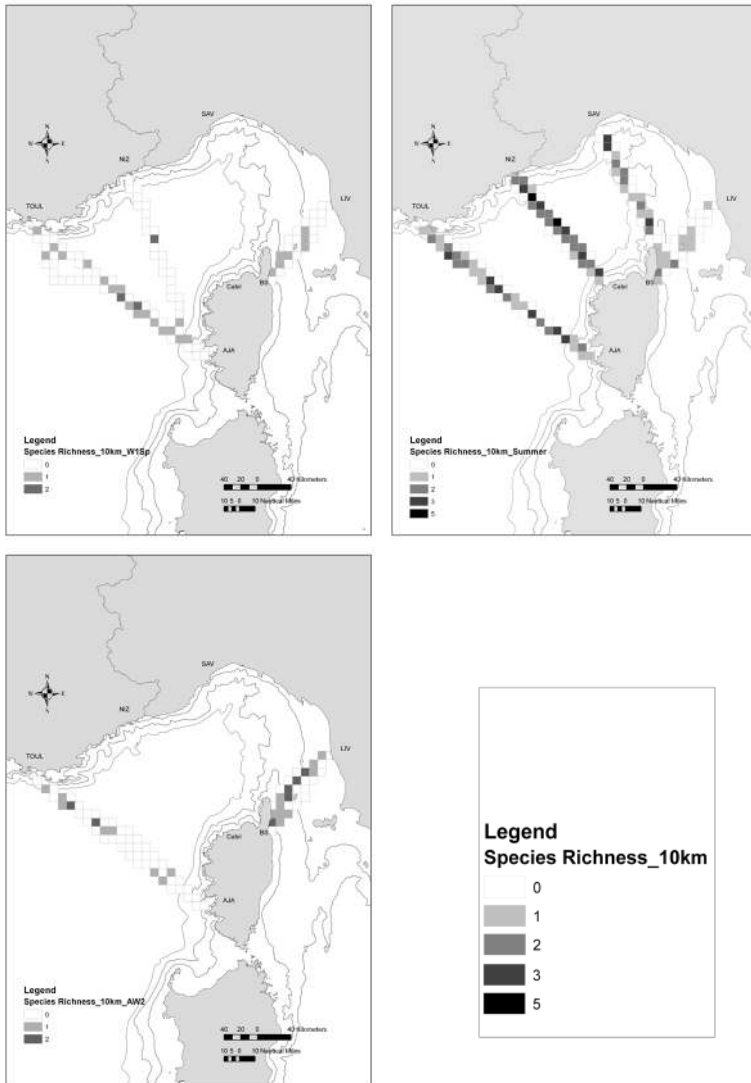 N
W E
S
SAV
NIZ
TOUL
LIV
Calvi
BS
AJA
Legend
Species Richness_10km_W1Sp
0
1
2
40 20 0 40 Kilometers
10 5 0 10 Nautical Miles
N
W E
S
SAV
NIZ
TOUL
LIV
Calvi
BS
AJA
Legend
Species Richness_10km_Summer
0
1
2
3
5
40 20 0 40 Kilometers
10 5 0 10 Nautical Miles
N
W E
S
SAV
NIZ
TOUL
LIV
Calvi
AJA
Legend
Species Richness_10km_AW2
0
1
2
40 20 0 40 Kilometers
10 5 0 10 Nautical Miles
Legend
Species Richness_10km
0
1
2
3
5